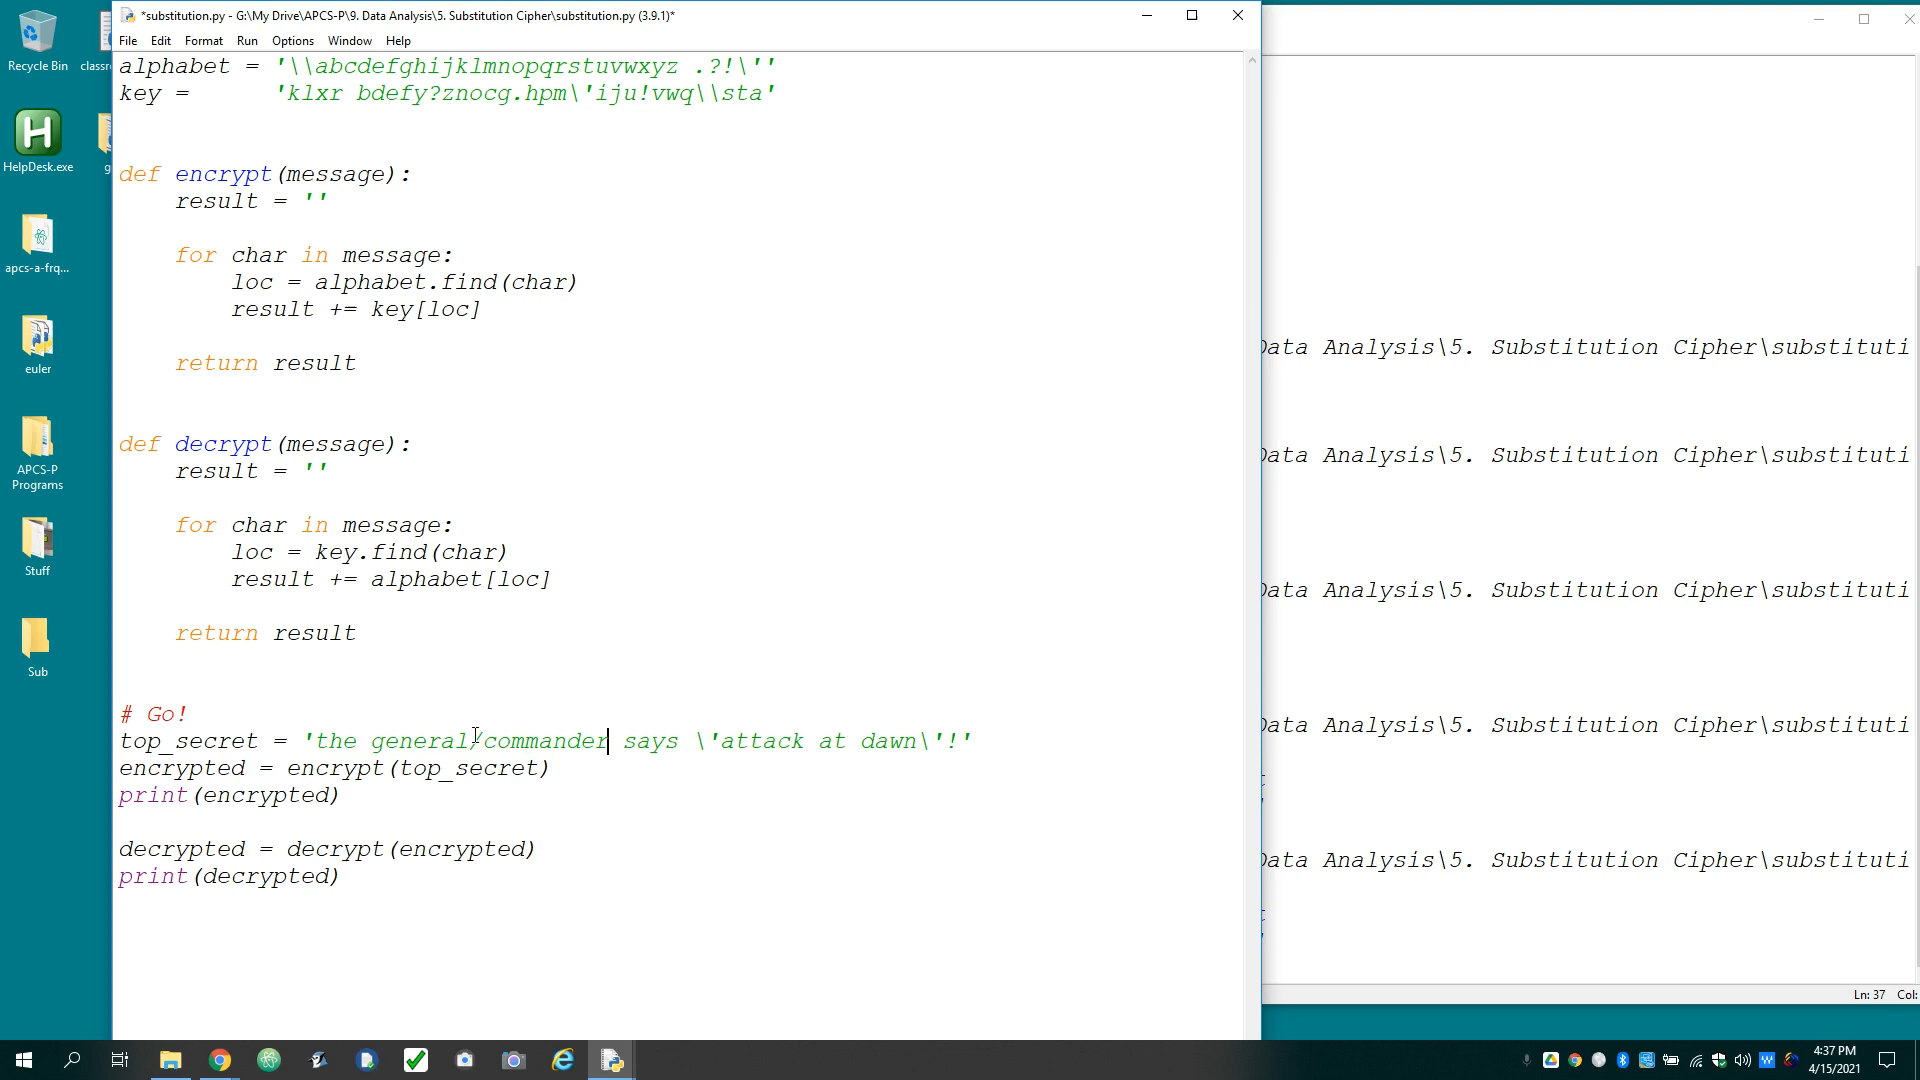 *substitution.py - G:\My Drive\APCS-P\9. Data Analysis\5. Substitution Cipher\substitution.py (3.9.1)*
File Edit Format Run Options Window Help
alphabet = '\\abcdefghijklmnopqrstuvwxyz .?!\''
key =      'klxr bdefy?znocg.hpm\'iju!vwq\\sta'
def encrypt(message):
    result = ''
    for char in message:
        loc = alphabet.find(char)
        result += key[loc]
    return result
def decrypt(message):
    result = ''
    for char in message:
        loc = key.find(char)
        result += alphabet[loc]
    return result
# Go!
top_secret = 'the general/commander says \'attack at dawn\'!'
encrypted = encrypt(top_secret)
print(encrypted)
decrypted = decrypt(encrypted)
print(decrypted)
Recycle Bin
HelpDesk.exe
apcs-a-frq...
euler
APCS-P
Programs
Stuff
Sub
Data Analysis\5. Substitution Cipher\substituti
Data Analysis\5. Substitution Cipher\substituti
Data Analysis\5. Substitution Cipher\substituti
Data Analysis\5. Substitution Cipher\substituti
Data Analysis\5. Substitution Cipher\substituti
Ln: 37 Col:
4:37 PM
4/15/2021